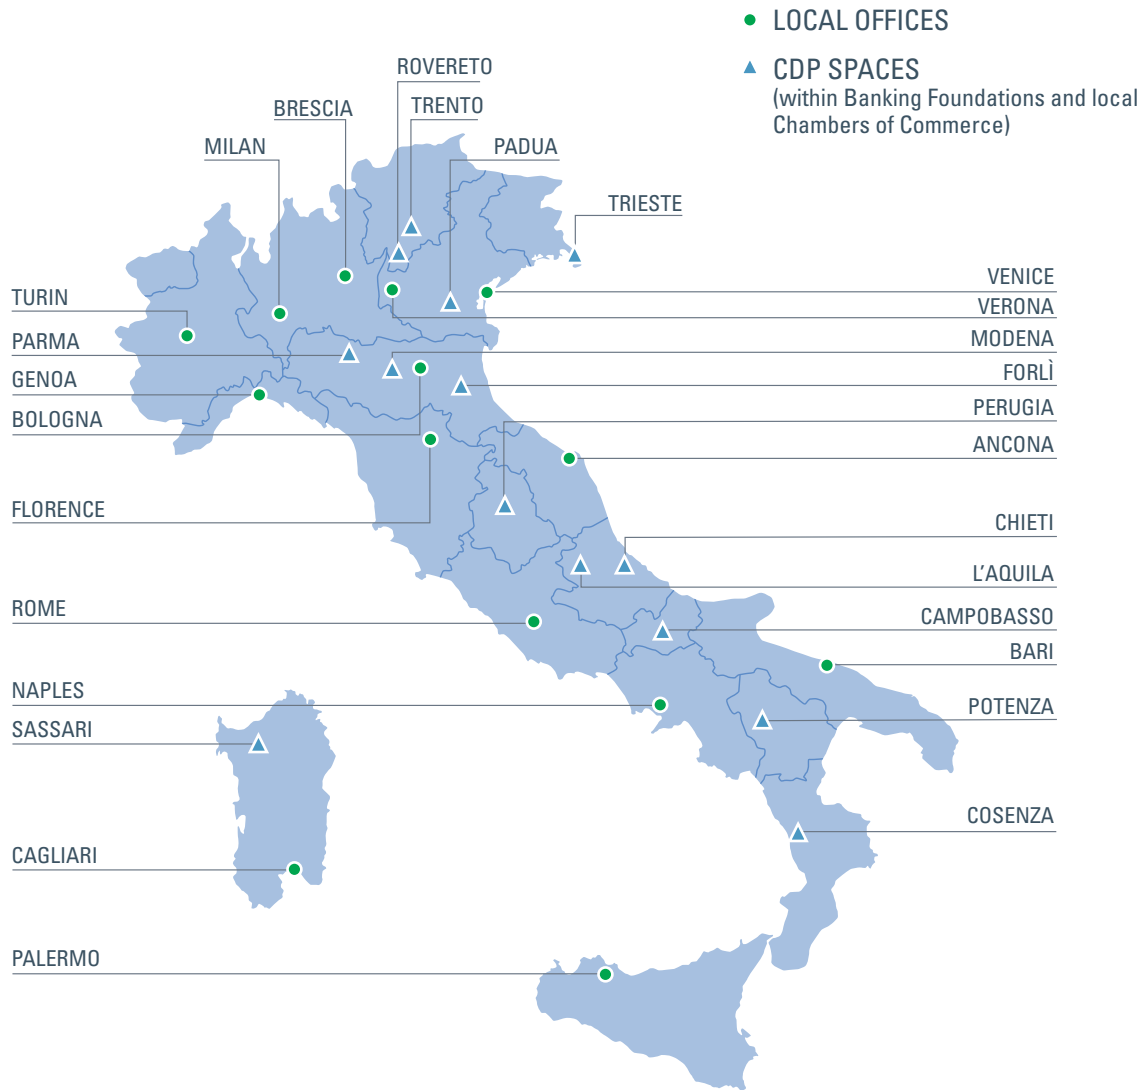 LOCAL OFFICES
CDP SPACES
(within Banking Foundations and local
Chambers of Commerce)
ROVERETO
BRESCIA
TRENTO
MILAN
PADUA
TRIESTE
VENICE
TURIN
VERONA
PARMA
MODENA
GENOA
FORLÌ
BOLOGNA
PERUGIA
ANCONA
FLORENCE
CHIETI
L'AQUILA
ROME
CAMPOBASSO
BARI
NAPLES
POTENZA
SASSARI
COSENZA
CAGLIARI
PALERMO